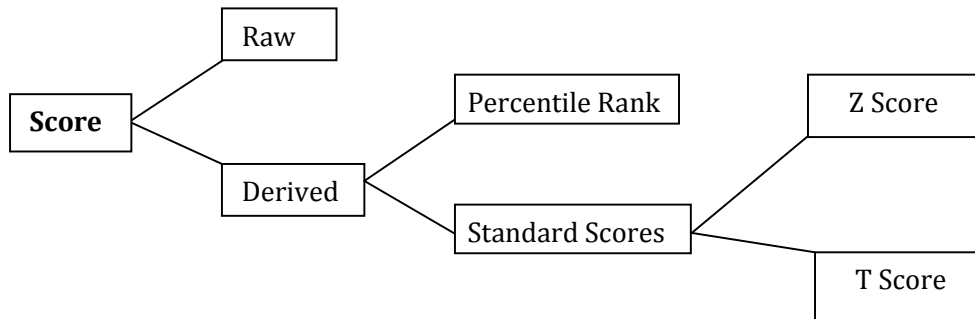 Raw
Score
Derived
Percentile Rank
Standard Scores
Z Score
T Score